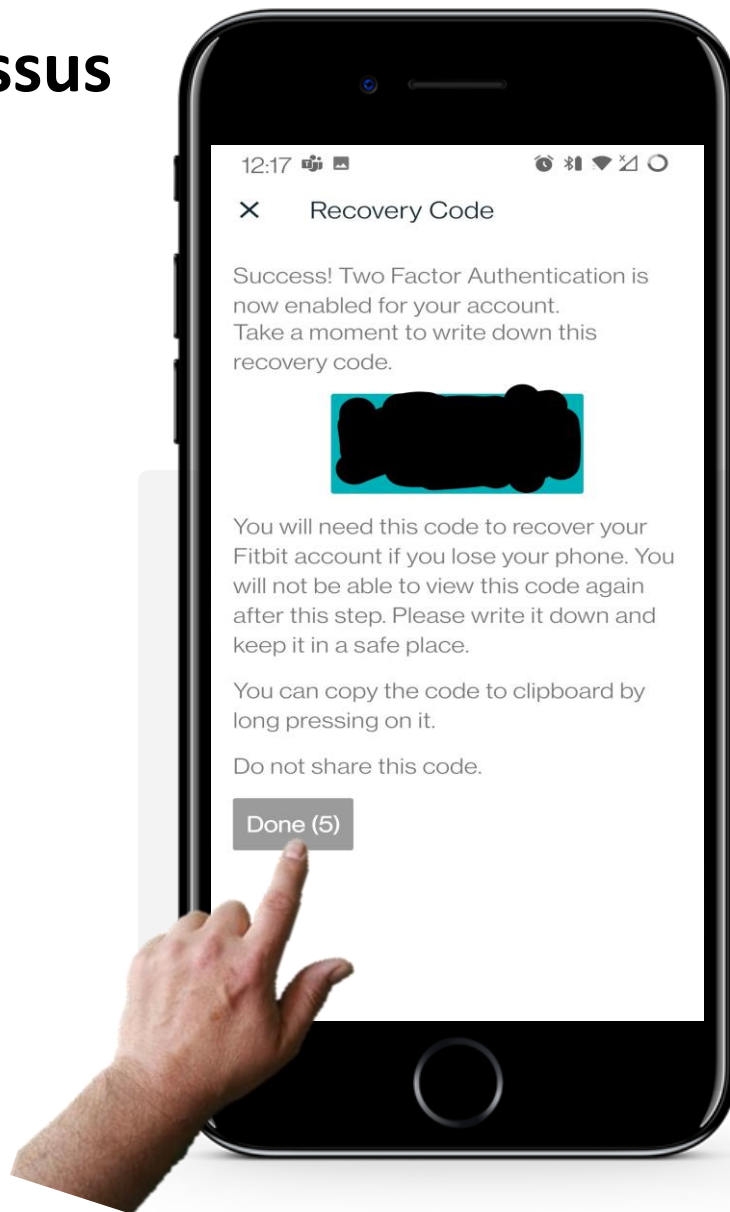 ssus
12:17
Recovery Code
Success! Two Factor Authentication is
now enabled for your account.
Take a moment to write down this
recovery code.
You will need this code to recover your
Fitbit account if you lose your phone. You
will not be able to view this code again
after this step. Please write it down and
keep it in a safe place.
You can copy the code to clipboard by
long pressing on it.
Do not share this code.
Done (5)